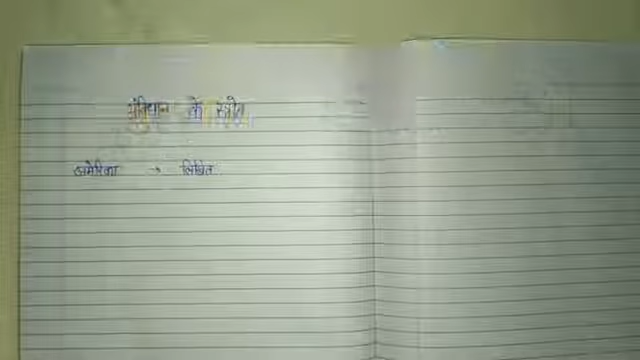 संविधान के स्त्रोत
अमेरिका → लिखित